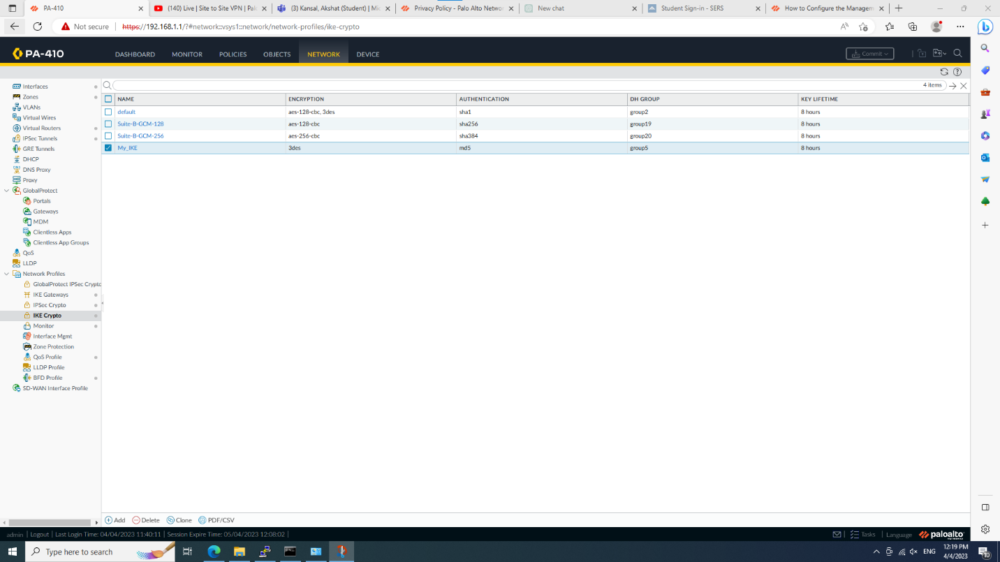 PA-410
(140) Live | Site to Site VPN | Pal
(3) Kansal, Akshat (Student) | Mic
Privacy Policy - Palo Alto Networ
New chat
Student Sign-in - SERS
How to Configure the Managem
Not secure
https://192.168.1.1/?#network::vsys1::network/network-profiles/ike-crypto
PA-410
DASHBOARD
MONITOR
POLICIES
OBJECTS
NETWORK
DEVICE
Commit
Interfaces
Zones
VLANs
Virtual Wires
Virtual Routers
IPSec Tunnels
GRE Tunnels
DHCP
DNS Proxy
Proxy
GlobalProtect
Portals
Gateways
MDM
Clientless Apps
Clientless App Groups
QoS
LLDP
Network Profiles
GlobalProtect IPSec Crypto
IKE Gateways
IPSec Crypto
IKE Crypto
Monitor
Interface Mgmt
Zone Protection
QoS Profile
LLDP Profile
BFD Profile
SD-WAN Interface Profile
4 items
NAME ENCRYPTION AUTHENTICATION DH GROUP KEY LIFETIME
default aes-128-cbc, 3des sha1 group2 8 hours
Suite-B-GCM-128 aes-128-cbc sha256 group19 8 hours
Suite-B-GCM-256 aes-256-cbc sha384 group20 8 hours
My_IKE 3des md5 group5 8 hours
Add Delete Clone PDF/CSV
admin | Logout | Last Login Time: 04/04/2023 11:40:11 | Session Expire Time: 05/04/2023 12:08:02 |
Tasks | Language
paloalto
NETWORKS
Type here to search
ENG
12:19 PM
4/4/2023
10